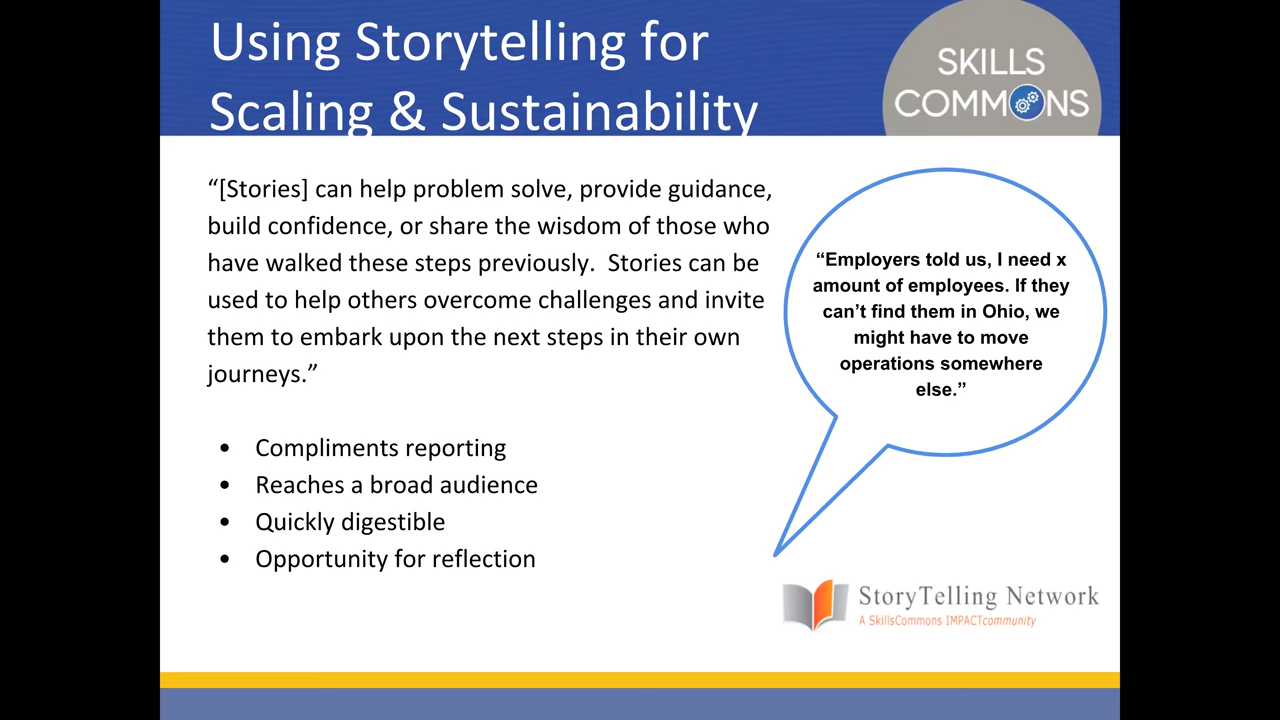 Using Storytelling for
Scaling & Sustainability
SKILLS
COMMONS
“[Stories] can help problem solve, provide guidance,
build confidence, or share the wisdom of those who
have walked these steps previously.  Stories can be
used to help others overcome challenges and invite
them to embark upon the next steps in their own
journeys.”
• Compliments reporting
• Reaches a broad audience
• Quickly digestible
• Opportunity for reflection
“Employers told us, I need x
amount of employees. If they
can’t find them in Ohio, we
might have to move
operations somewhere
else.”
StoryTelling Network
A SkillsCommons IMPACTcommunity